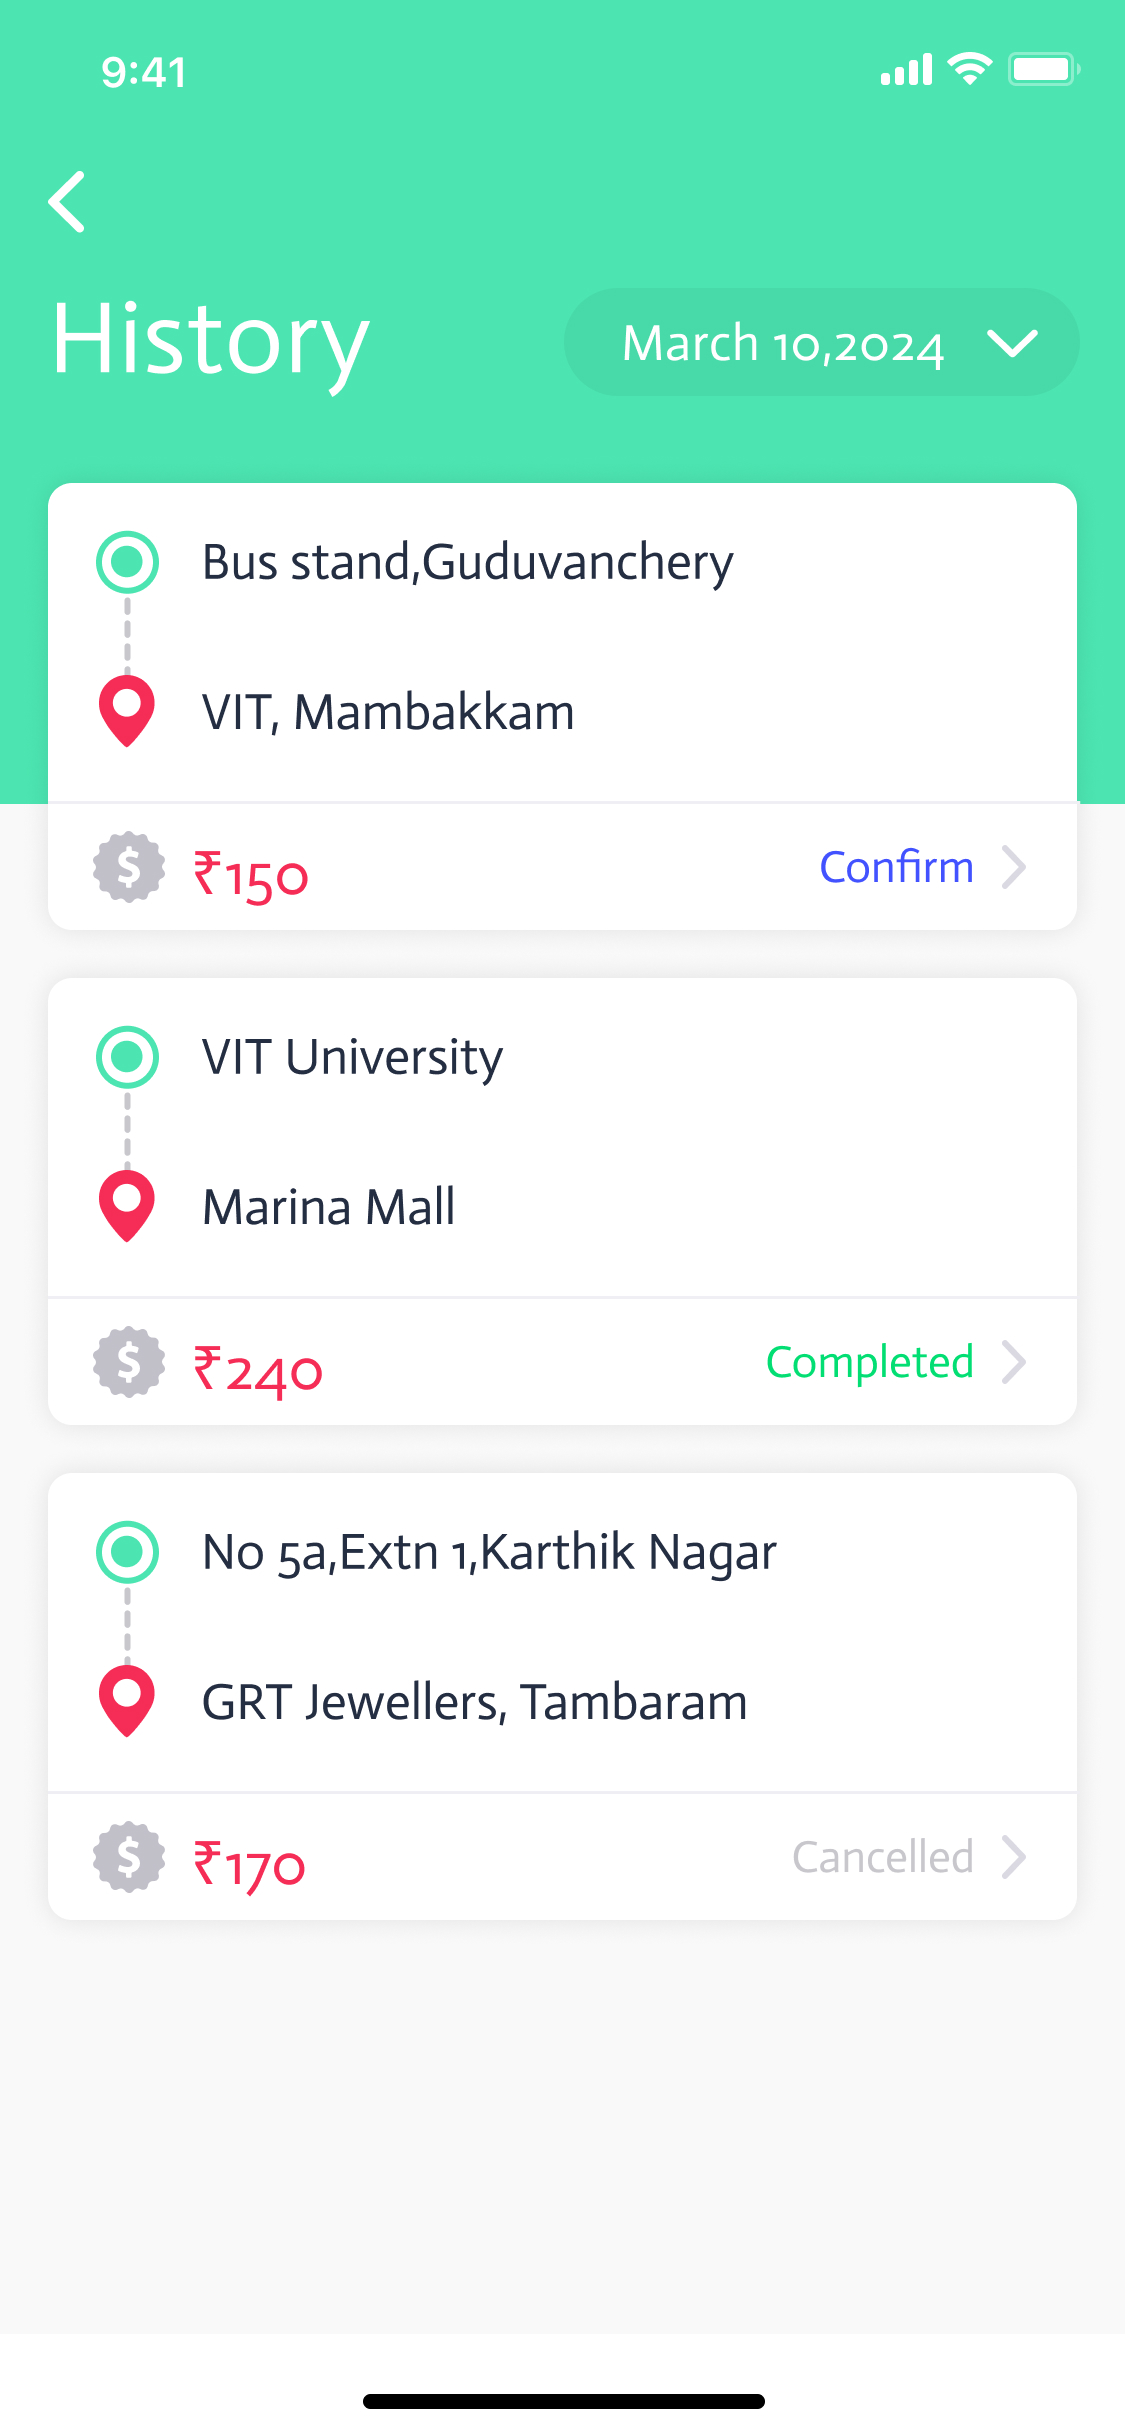 9:41
History
March 10,2024
Bus stand,Guduvanchery
VIT, Mambakkam
$ ₹150
Confirm
VIT University
Marina Mall
$ ₹240
Completed
No 5a,Extn 1,Karthik Nagar
GRT Jewellers, Tambaram
$ ₹170
Cancelled